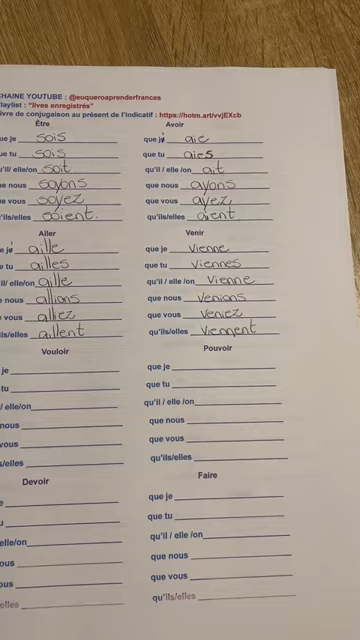 CHAINE YOUTUBE : @euqueroaprenderfrances
Playlist : "lives enregistrés"
livre de conjugaison au présent de l'indicatif : https://hotm.art/vvjEXcb
Être Avoir
que je sois que j' aie
que tu sois que tu aies
qu'il/ elle/on soit qu'il / elle /on ait
que nous soyons que nous ayons
que vous soyez que vous ayez
qu'ils/elles soient qu'ils/elles aient
Aller Venir
que j' aille que je Vienne
tu ailles que tu Viennes
il/ elle/on aille qu'il / elle /on Vienne
nous allions que nous Venions
vous alliez que vous Veniez
ils/elles aillent qu'ils/elles Viennent
Vouloir Pouvoir
je que je
tu que tu
/ elle/on qu'il / elle /on
nous que nous
vous que vous
s/elles qu'ils/elles
Devoir Faire
e que je
u que tu
elle/on qu'il / elle /on
ous que nous
ous que vous
elles qu'ils/elles